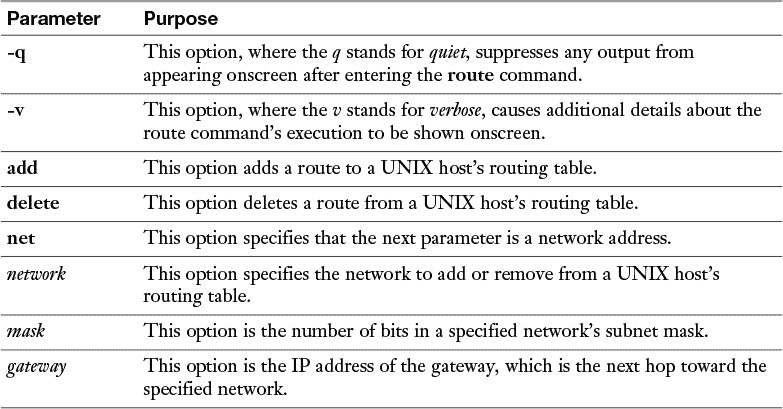 Parameter Purpose
-q This option, where the q stands for quiet, suppresses any output from
appearing onscreen after entering the route command.
-v This option, where the v stands for verbose, causes additional details about the
route command's execution to be shown onscreen.
add This option adds a route to a UNIX host's routing table.
delete This option deletes a route from a UNIX host's routing table.
net This option specifies that the next parameter is a network address.
network This option specifies the network to add or remove from a UNIX host's
routing table.
mask This option is the number of bits in a specified network's subnet mask.
gateway This option is the IP address of the gateway, which is the next hop toward the
specified network.